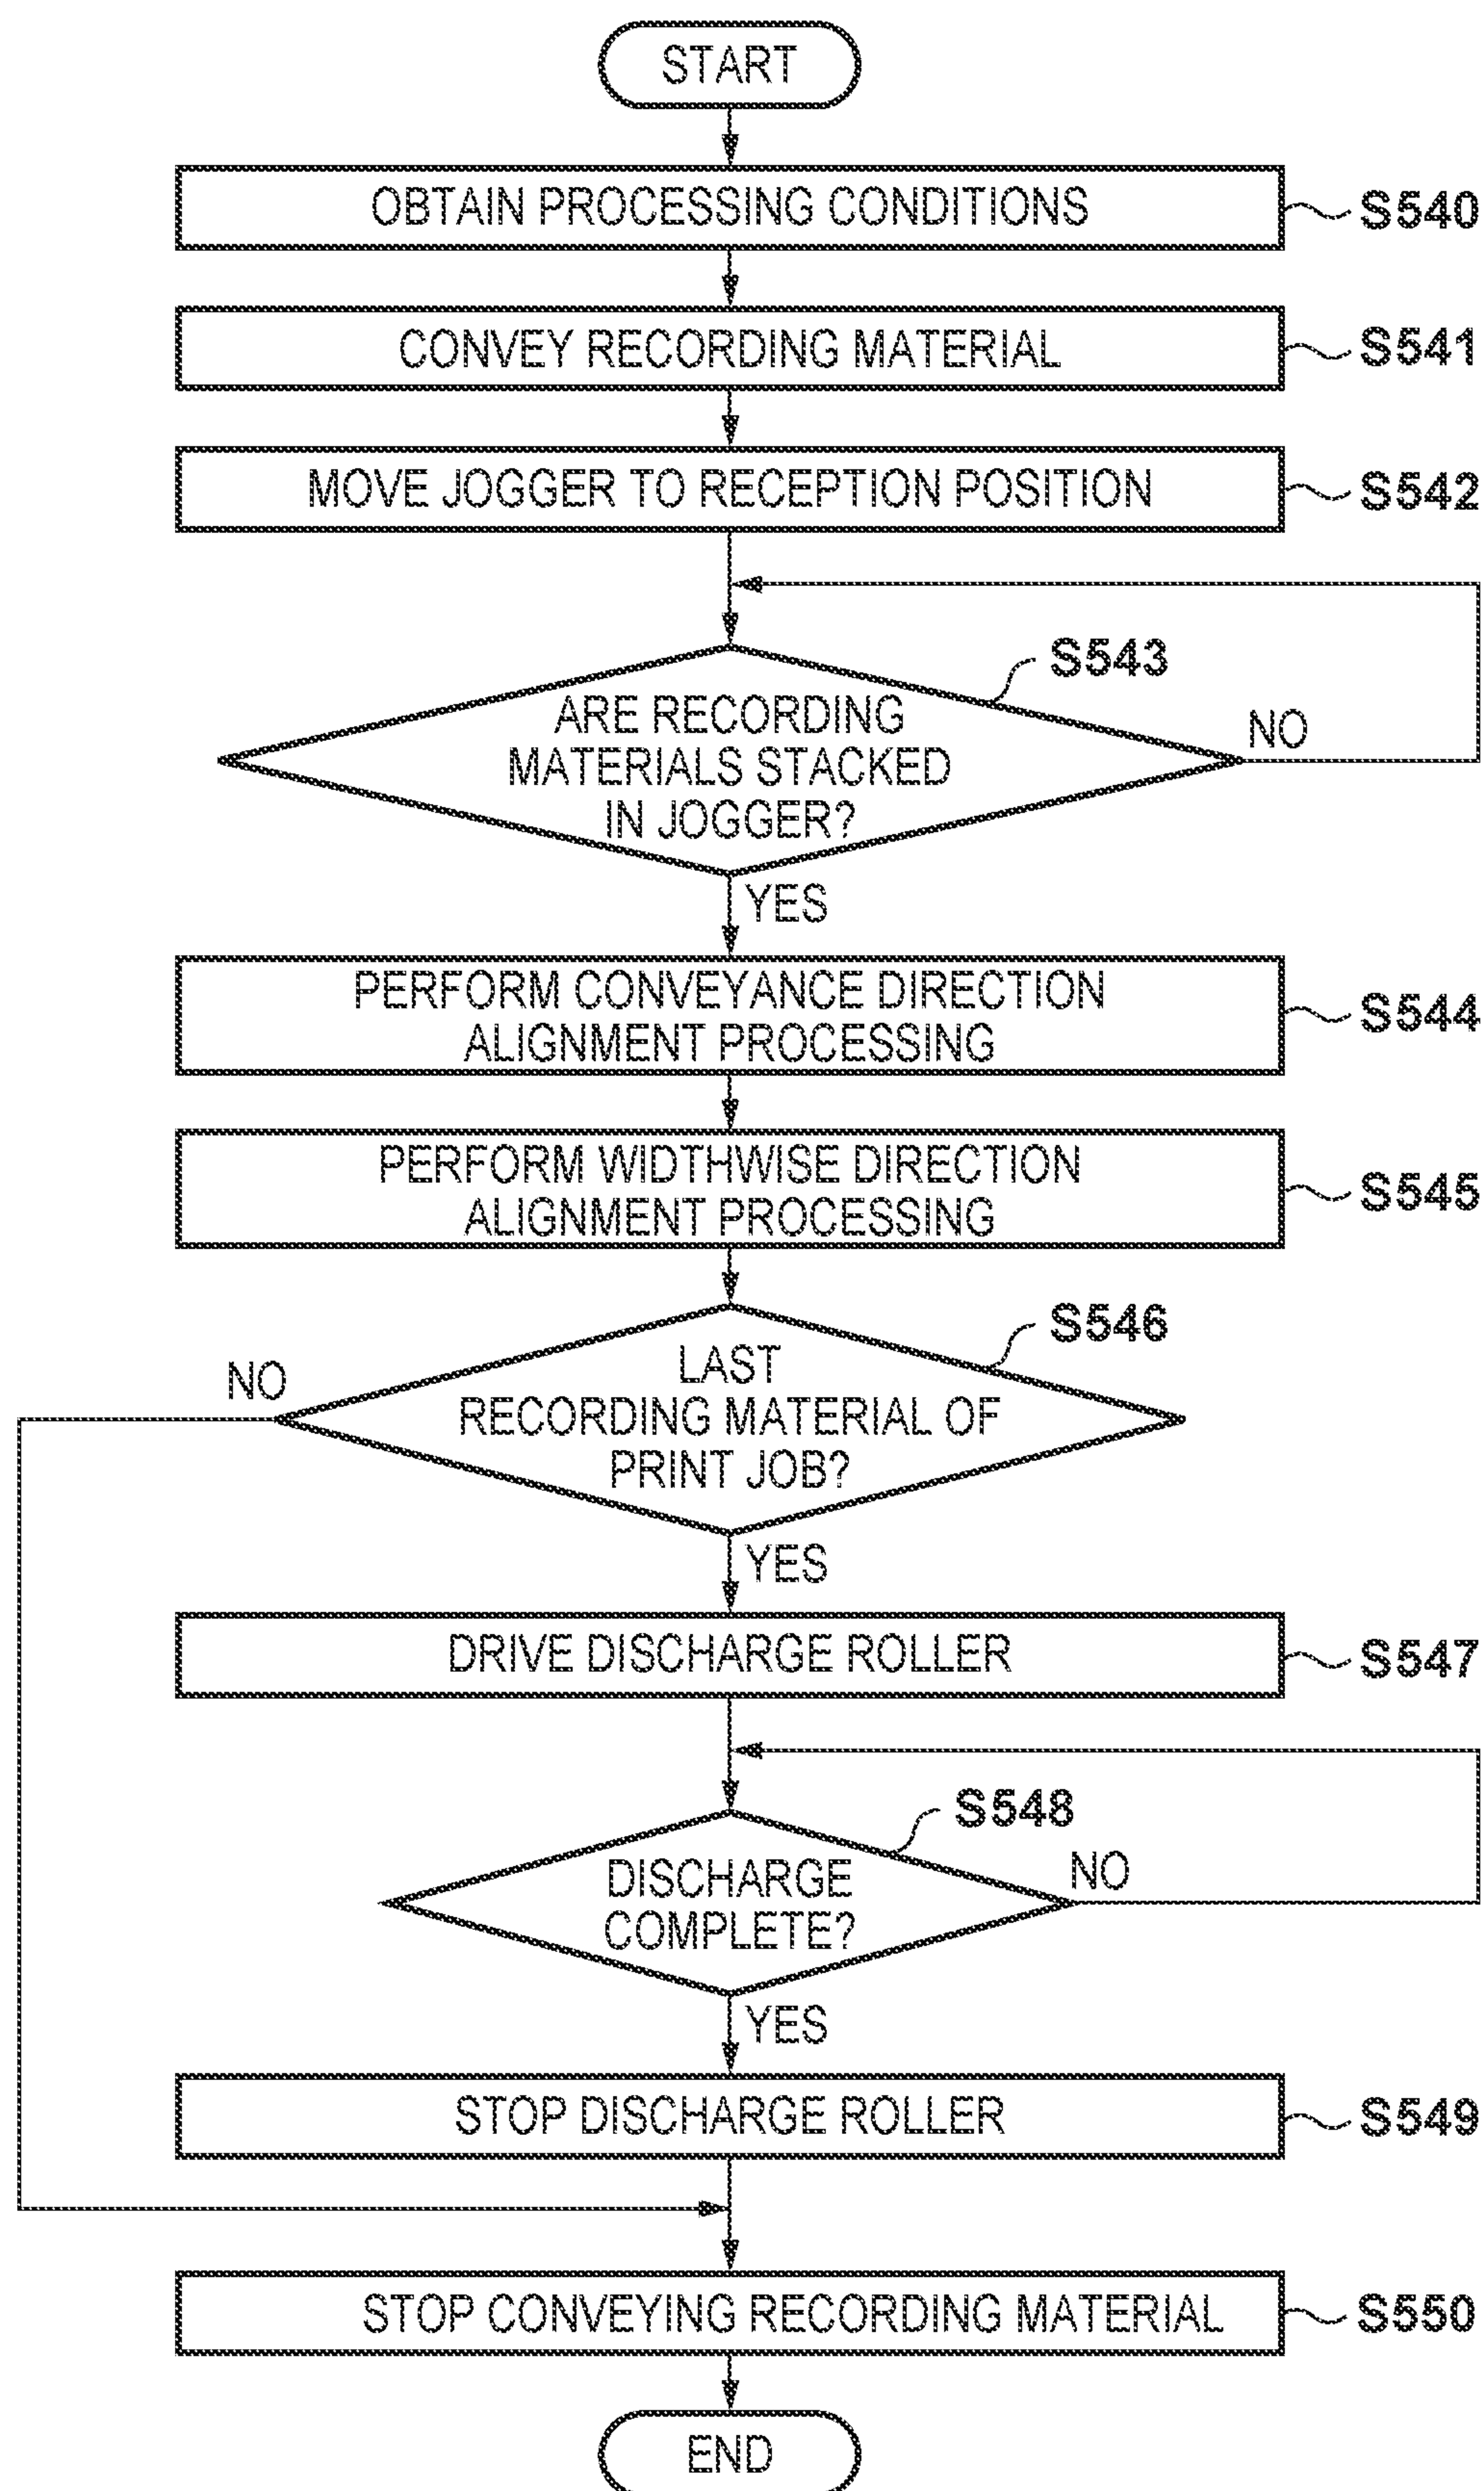 START
OBTAIN PROCESSING CONDITIONS
S540
CONVEY RECORDING MATERIAL
S541
MOVE JOGGER TO RECEPTION POSITION
S542
S543
ARE RECORDING
MATERIALS STACKED
IN JOGGER?
NO
YES
PERFORM CONVEYANCE DIRECTION
ALIGNMENT PROCESSING
S544
PERFORM WIDTHWISE DIRECTION
ALIGNMENT PROCESSING
S545
S546
NO
LAST
RECORDING MATERIAL OF
PRINT JOB?
YES
DRIVE DISCHARGE ROLLER
S547
S548
DISCHARGE
COMPLETE?
NO
YES
STOP DISCHARGE ROLLER
S549
STOP CONVEYING RECORDING MATERIAL
S550
END